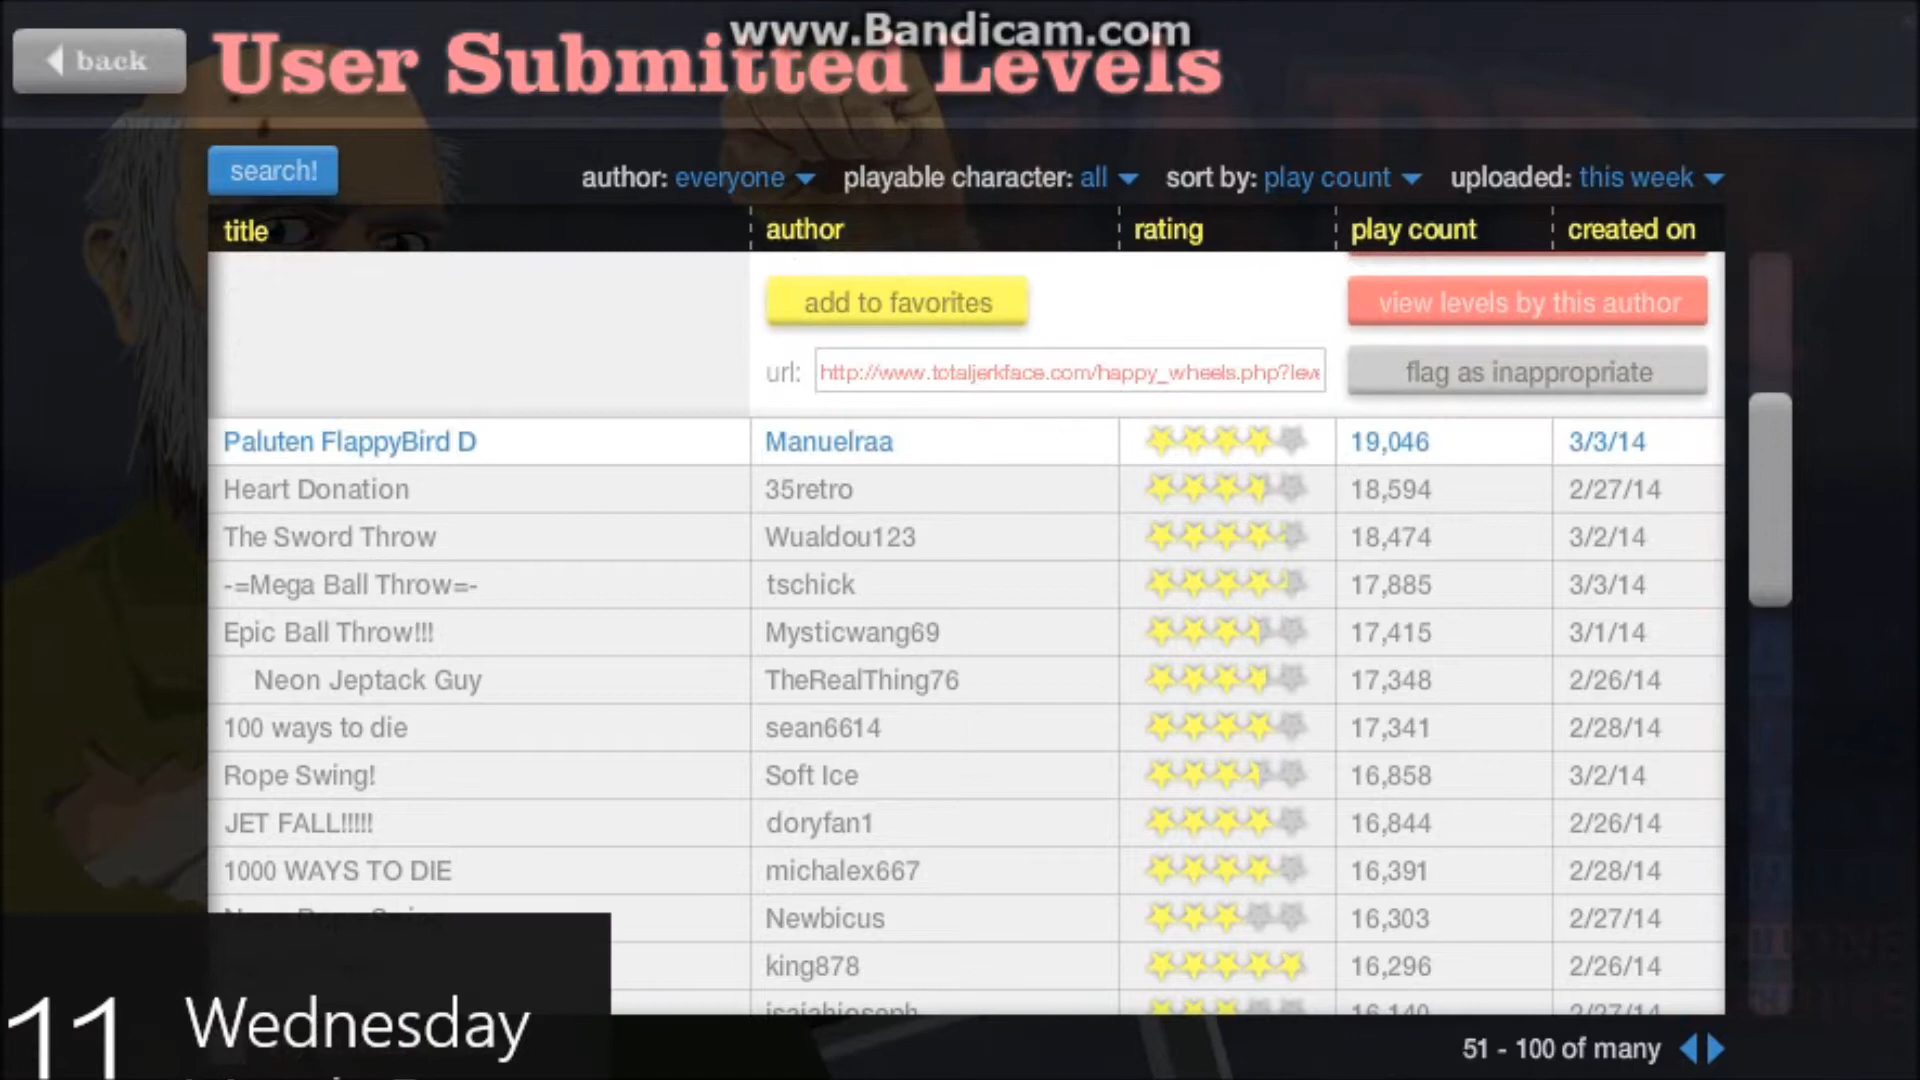 www.Bandicam.com
back
User Submitted Levels
search!
author: everyone playable character: all sort by: play count uploaded: this week
title author rating play count created on
add to favorites view levels by this author
url: http://www.totaljerkface.com/happy_wheels.php?leve flag as inappropriate
Paluten FlappyBird D Manuelraa 19,046 3/3/14
Heart Donation 35retro 18,594 2/27/14
The Sword Throw Wualdou123 18,474 3/2/14
-=Mega Ball Throw=- tschick 17,885 3/3/14
Epic Ball Throw!!! Mysticwang69 17,415 3/1/14
Neon Jeptack Guy TheRealThing76 17,348 2/26/14
100 ways to die sean6614 17,341 2/28/14
Rope Swing! Soft Ice 16,858 3/2/14
JET FALL!!!!! doryfan1 16,844 2/26/14
1000 WAYS TO DIE michalex667 16,391 2/28/14
Newbicus 16,303 2/27/14
king878 16,296 2/26/14
isaiahjoseph 16,140 2/27/14
11 Wednesday
51 - 100 of many